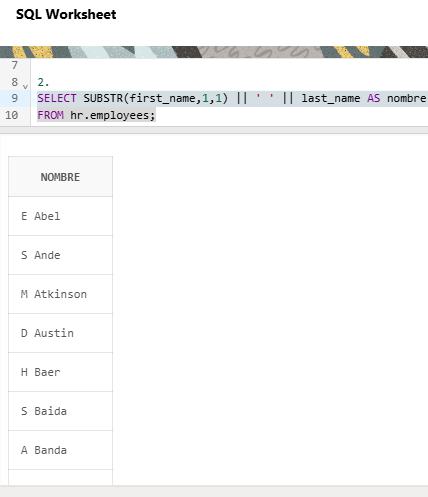 SQL Worksheet
7
8 2.
9 SELECT SUBSTR(first_name,1,1) || ' ' || last_name AS nombre
10 FROM hr.employees;
NOMBRE
E Abel
S Ande
M Atkinson
D Austin
H Baer
S Baida
A Banda